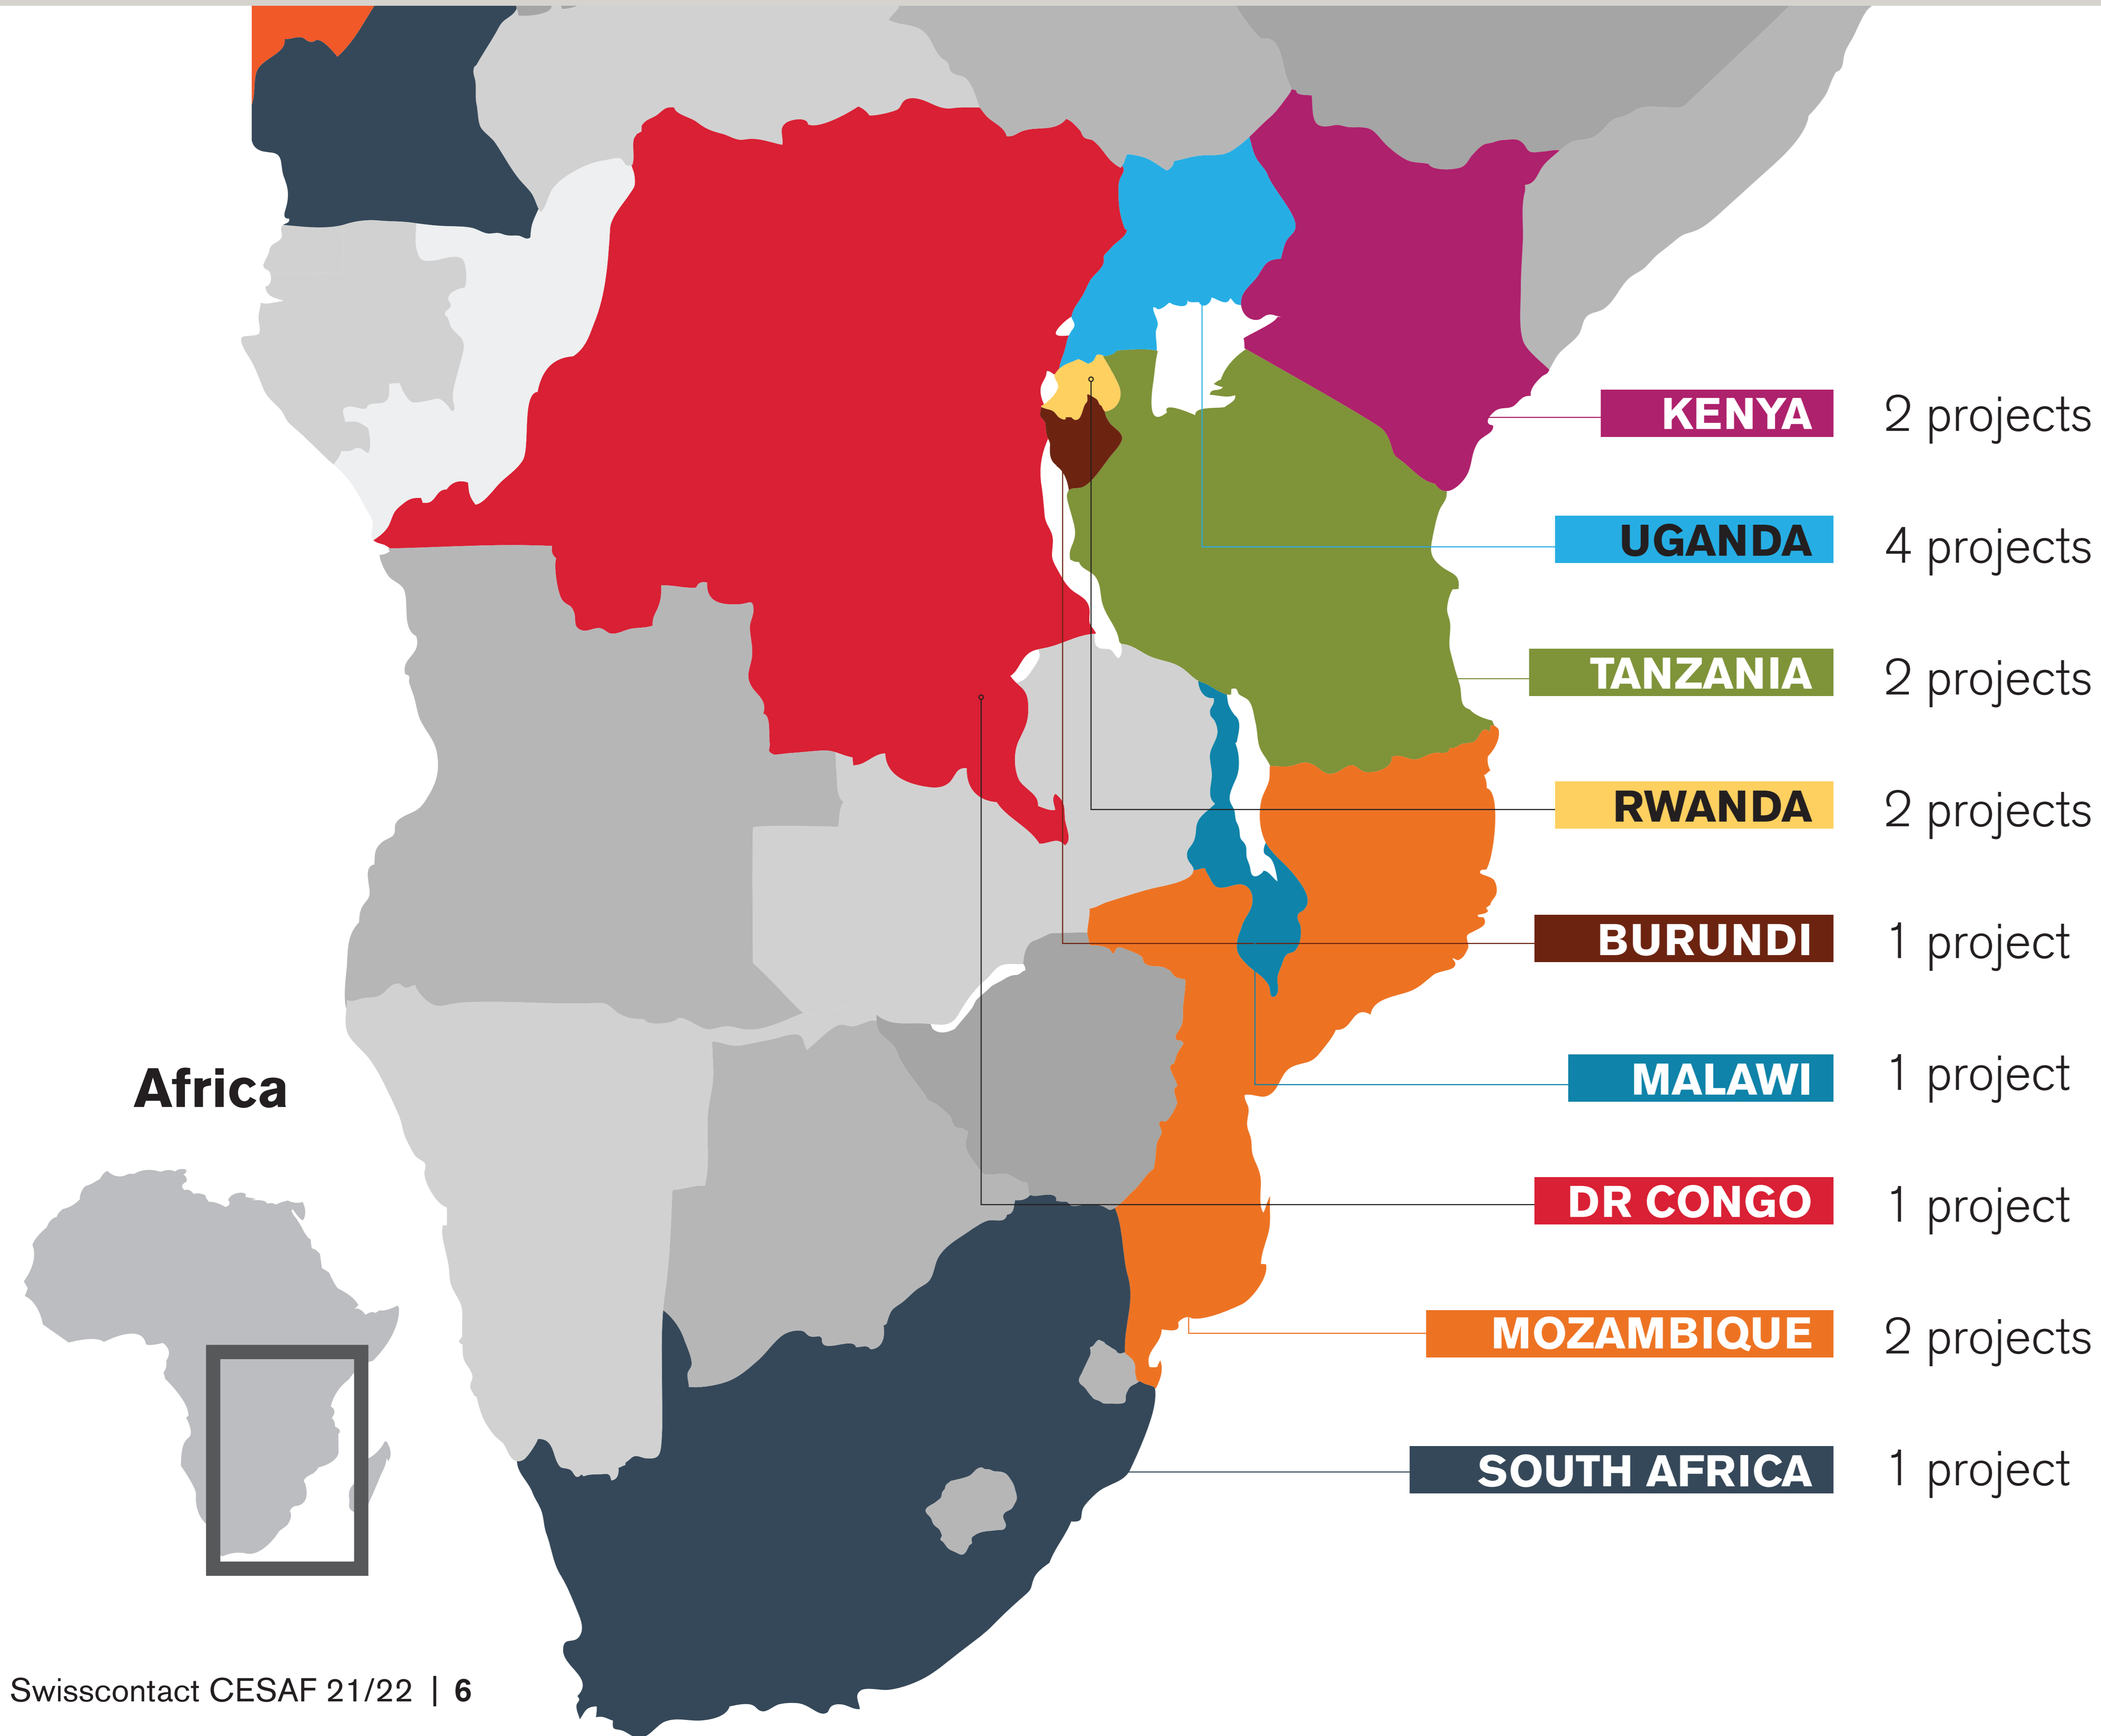 KENYA 2 projects
UGANDA 4 projects
TANZANIA 2 projects
RWANDA 2 projects
BURUNDI 1 project
MALAWI 1 project
Africa
DR CONGO 1 project
MOZAMBIQUE 2 projects
SOUTH AFRICA 1 project
Swisscontact CESAF 21/22 | 6